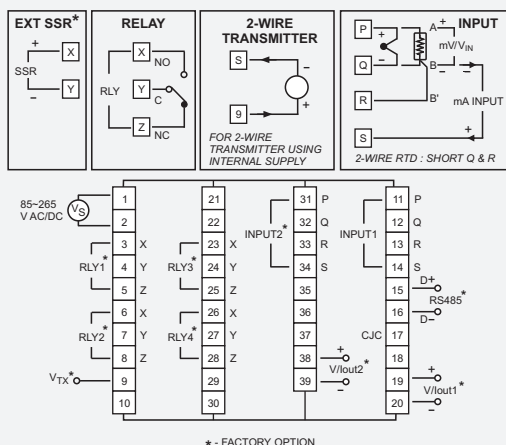 EXT SSR*
+
SSR
−
X
Y
RELAY
X
NO
Y
C
RLY
Z
NC
2-WIRE
TRANSMITTER
S
−
9
+
FOR 2-WIRE
TRANSMITTER USING
INTERNAL SUPPLY
INPUT
P
+
A
+
mV/VIN
Q
−
B
−
−
R
B'
mA INPUT
S
+
2-WIRE RTD : SHORT Q & R
85~265
V AC/DC
VS
1
2
3 X
RLY1*
4 Y
5 Z
6 X
RLY2*
7 Y
8 Z
VTX*
9
10
21
22
23 X
RLY3*
24 Y
25 Z
26 X
RLY4*
27 Y
28 Z
29
30
31 P
32 Q
INPUT2*
33 R
34 S
35
36
37
38 +
V/Iout2*
39 −
11 P
12 Q
INPUT1
13 R
14 S
15 D+
RS485*
16 D−
CJC 17
18
19 +
V/Iout1*
20 −
* - FACTORY OPTION